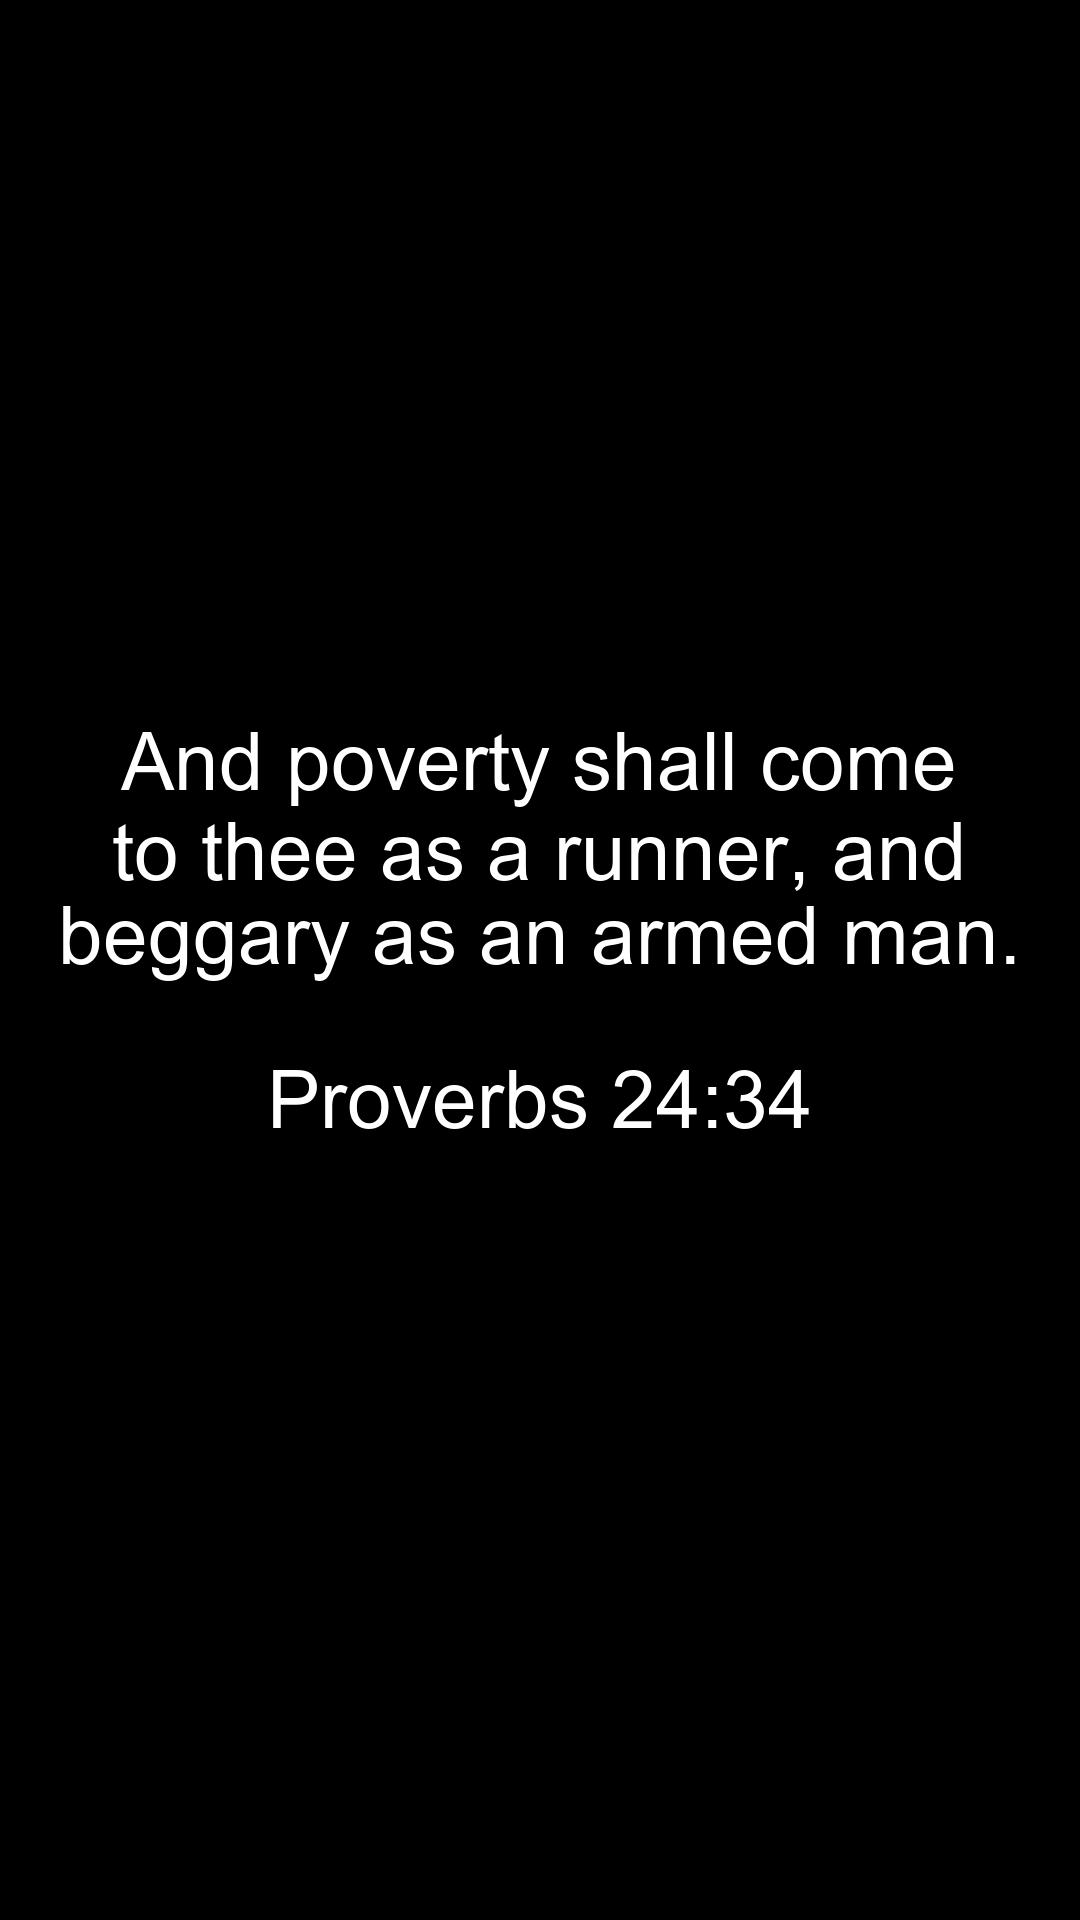 And poverty shall come
to thee as a runner, and
beggary as an armed man.
Proverbs 24:34